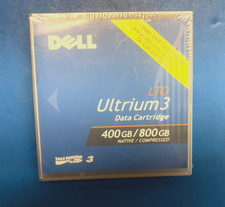 DELL
LTO
Ultrium3
Data Cartridge
400GB/800GB
NATIVE / COMPRESSED
3